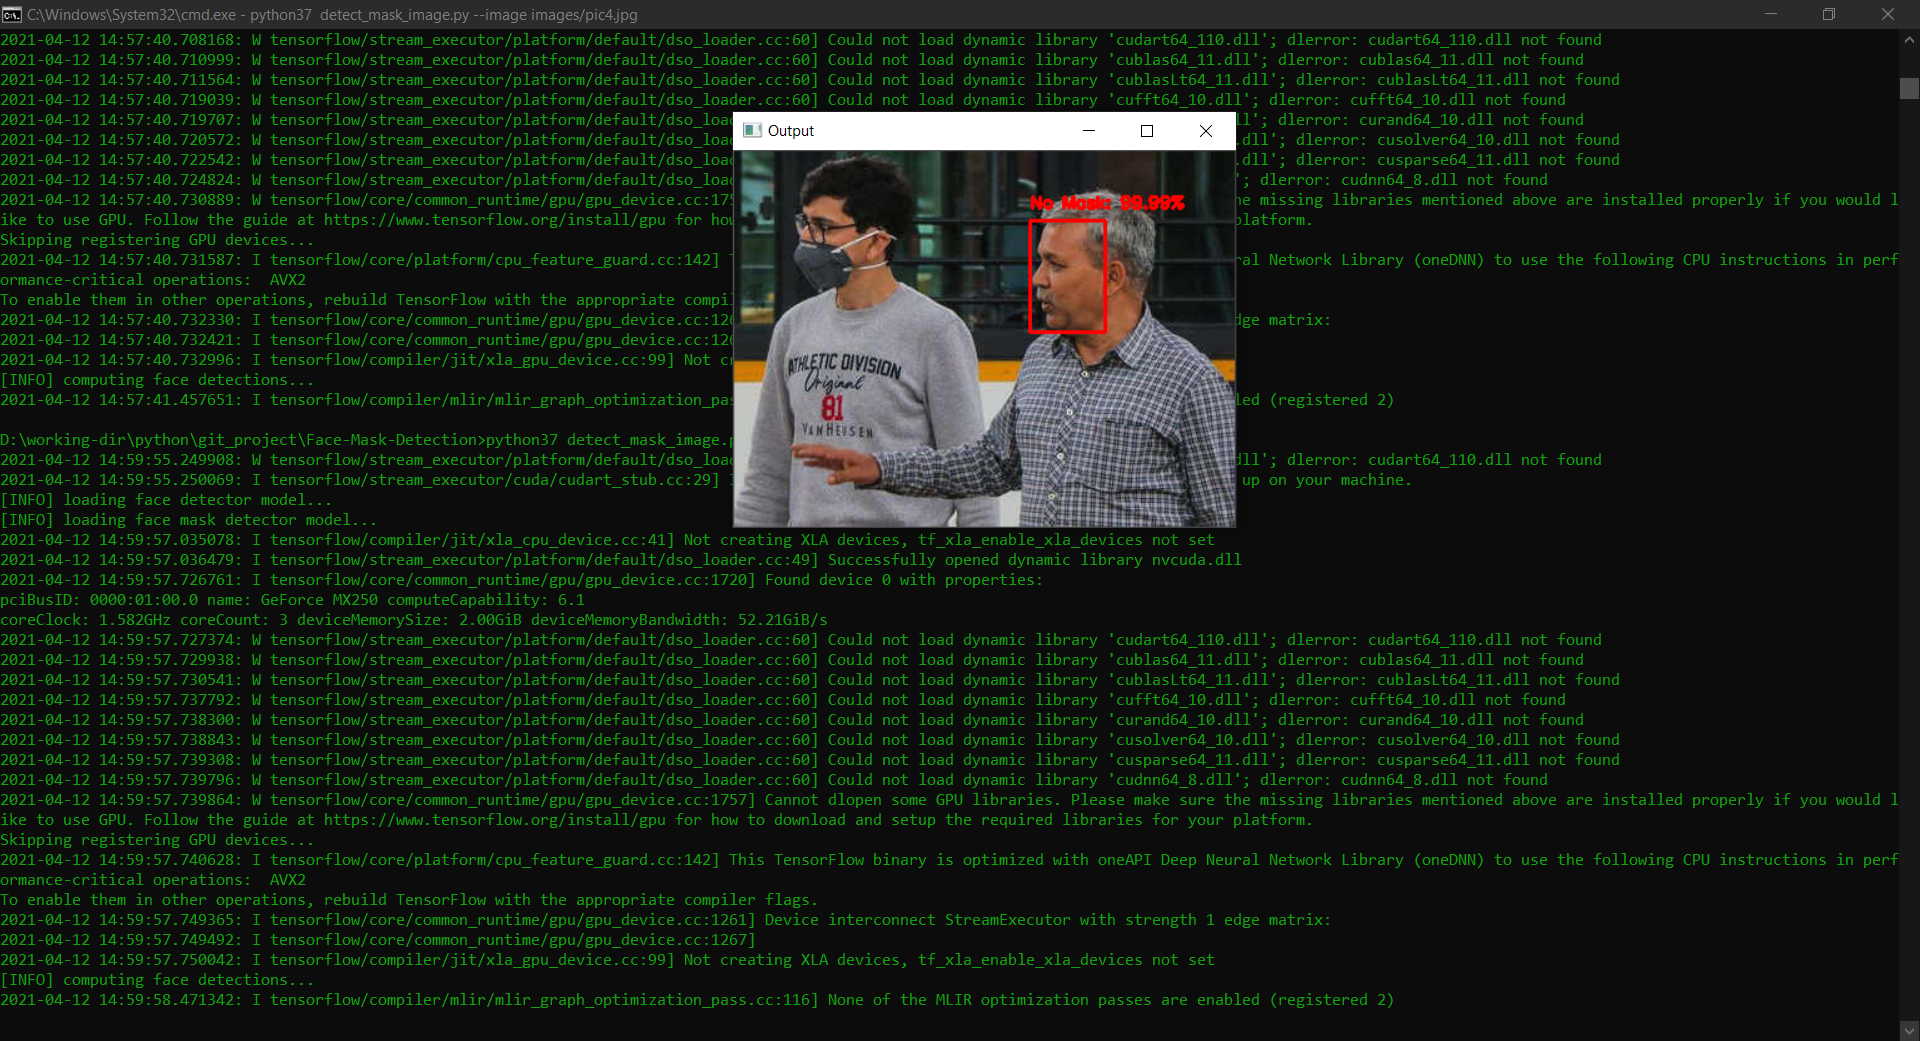 C:\Windows\System32\cmd.exe - python37  detect_mask_image.py --image images/pic4.jpg
2021-04-12 14:57:40.708168: W tensorflow/stream_executor/platform/default/dso_loader.cc:60] Could not load dynamic library 'cudart64_110.dll'; dlerror: cudart64_110.dll not found
2021-04-12 14:57:40.710999: W tensorflow/stream_executor/platform/default/dso_loader.cc:60] Could not load dynamic library 'cublas64_11.dll'; dlerror: cublas64_11.dll not found
2021-04-12 14:57:40.711564: W tensorflow/stream_executor/platform/default/dso_loader.cc:60] Could not load dynamic library 'cublasLt64_11.dll'; dlerror: cublasLt64_11.dll not found
2021-04-12 14:57:40.719039: W tensorflow/stream_executor/platform/default/dso_loader.cc:60] Could not load dynamic library 'cufft64_10.dll'; dlerror: cufft64_10.dll not found
2021-04-12 14:57:40.719707: W tensorflow/stream_executor/platform/default/dso_loa ll'; dlerror: curand64_10.dll not found
2021-04-12 14:57:40.720572: W tensorflow/stream_executor/platform/default/dso_loa .dll'; dlerror: cusolver64_10.dll not found
2021-04-12 14:57:40.722542: W tensorflow/stream_executor/platform/default/dso_loa .dll'; dlerror: cusparse64_11.dll not found
2021-04-12 14:57:40.724824: W tensorflow/stream_executor/platform/default/dso_loa '; dlerror: cudnn64_8.dll not found
2021-04-12 14:57:40.730889: W tensorflow/core/common_runtime/gpu/gpu_device.cc:175 he missing libraries mentioned above are installed properly if you would l
ike to use GPU. Follow the guide at https://www.tensorflow.org/install/gpu for how platform.
Skipping registering GPU devices...
2021-04-12 14:57:40.731587: I tensorflow/core/platform/cpu_feature_guard.cc:142] ral Network Library (oneDNN) to use the following CPU instructions in perf
ormance-critical operations:  AVX2
To enable them in other operations, rebuild TensorFlow with the appropriate compil
2021-04-12 14:57:40.732330: I tensorflow/core/common_runtime/gpu/gpu_device.cc:126 dge matrix:
2021-04-12 14:57:40.732421: I tensorflow/core/common_runtime/gpu/gpu_device.cc:126
2021-04-12 14:57:40.732996: I tensorflow/compiler/jit/xla_gpu_device.cc:99] Not cr
[INFO] computing face detections...
2021-04-12 14:57:41.457651: I tensorflow/compiler/mlir/mlir_graph_optimization_pas led (registered 2)
Output
No Mask: 99.99%
ATHLETIC DIVISION
Original
81
VANHEUSEN
D:\working-dir\python\git_project\Face-Mask-Detection>python37 detect_mask_image.p
2021-04-12 14:59:55.249908: W tensorflow/stream_executor/platform/default/dso_loa dll'; dlerror: cudart64_110.dll not found
2021-04-12 14:59:55.250069: I tensorflow/stream_executor/cuda/cudart_stub.cc:29] up on your machine.
[INFO] loading face detector model...
[INFO] loading face mask detector model...
2021-04-12 14:59:57.035078: I tensorflow/compiler/jit/xla_cpu_device.cc:41] Not creating XLA devices, tf_xla_enable_xla_devices not set
2021-04-12 14:59:57.036479: I tensorflow/stream_executor/platform/default/dso_loader.cc:49] Successfully opened dynamic library nvcuda.dll
2021-04-12 14:59:57.726761: I tensorflow/core/common_runtime/gpu/gpu_device.cc:1720] Found device 0 with properties:
pciBusID: 0000:01:00.0 name: GeForce MX250 computeCapability: 6.1
coreClock: 1.582GHz coreCount: 3 deviceMemorySize: 2.00GiB deviceMemoryBandwidth: 52.21GiB/s
2021-04-12 14:59:57.727374: W tensorflow/stream_executor/platform/default/dso_loader.cc:60] Could not load dynamic library 'cudart64_110.dll'; dlerror: cudart64_110.dll not found
2021-04-12 14:59:57.729938: W tensorflow/stream_executor/platform/default/dso_loader.cc:60] Could not load dynamic library 'cublas64_11.dll'; dlerror: cublas64_11.dll not found
2021-04-12 14:59:57.730541: W tensorflow/stream_executor/platform/default/dso_loader.cc:60] Could not load dynamic library 'cublasLt64_11.dll'; dlerror: cublasLt64_11.dll not found
2021-04-12 14:59:57.737792: W tensorflow/stream_executor/platform/default/dso_loader.cc:60] Could not load dynamic library 'cufft64_10.dll'; dlerror: cufft64_10.dll not found
2021-04-12 14:59:57.738300: W tensorflow/stream_executor/platform/default/dso_loader.cc:60] Could not load dynamic library 'curand64_10.dll'; dlerror: curand64_10.dll not found
2021-04-12 14:59:57.738843: W tensorflow/stream_executor/platform/default/dso_loader.cc:60] Could not load dynamic library 'cusolver64_10.dll'; dlerror: cusolver64_10.dll not found
2021-04-12 14:59:57.739308: W tensorflow/stream_executor/platform/default/dso_loader.cc:60] Could not load dynamic library 'cusparse64_11.dll'; dlerror: cusparse64_11.dll not found
2021-04-12 14:59:57.739796: W tensorflow/stream_executor/platform/default/dso_loader.cc:60] Could not load dynamic library 'cudnn64_8.dll'; dlerror: cudnn64_8.dll not found
2021-04-12 14:59:57.739864: W tensorflow/core/common_runtime/gpu/gpu_device.cc:1757] Cannot dlopen some GPU libraries. Please make sure the missing libraries mentioned above are installed properly if you would l
ike to use GPU. Follow the guide at https://www.tensorflow.org/install/gpu for how to download and setup the required libraries for your platform.
Skipping registering GPU devices...
2021-04-12 14:59:57.740628: I tensorflow/core/platform/cpu_feature_guard.cc:142] This TensorFlow binary is optimized with oneAPI Deep Neural Network Library (oneDNN) to use the following CPU instructions in perf
ormance-critical operations:  AVX2
To enable them in other operations, rebuild TensorFlow with the appropriate compiler flags.
2021-04-12 14:59:57.749365: I tensorflow/core/common_runtime/gpu/gpu_device.cc:1261] Device interconnect StreamExecutor with strength 1 edge matrix:
2021-04-12 14:59:57.749492: I tensorflow/core/common_runtime/gpu/gpu_device.cc:1267]
2021-04-12 14:59:57.750042: I tensorflow/compiler/jit/xla_gpu_device.cc:99] Not creating XLA devices, tf_xla_enable_xla_devices not set
[INFO] computing face detections...
2021-04-12 14:59:58.471342: I tensorflow/compiler/mlir/mlir_graph_optimization_pass.cc:116] None of the MLIR optimization passes are enabled (registered 2)